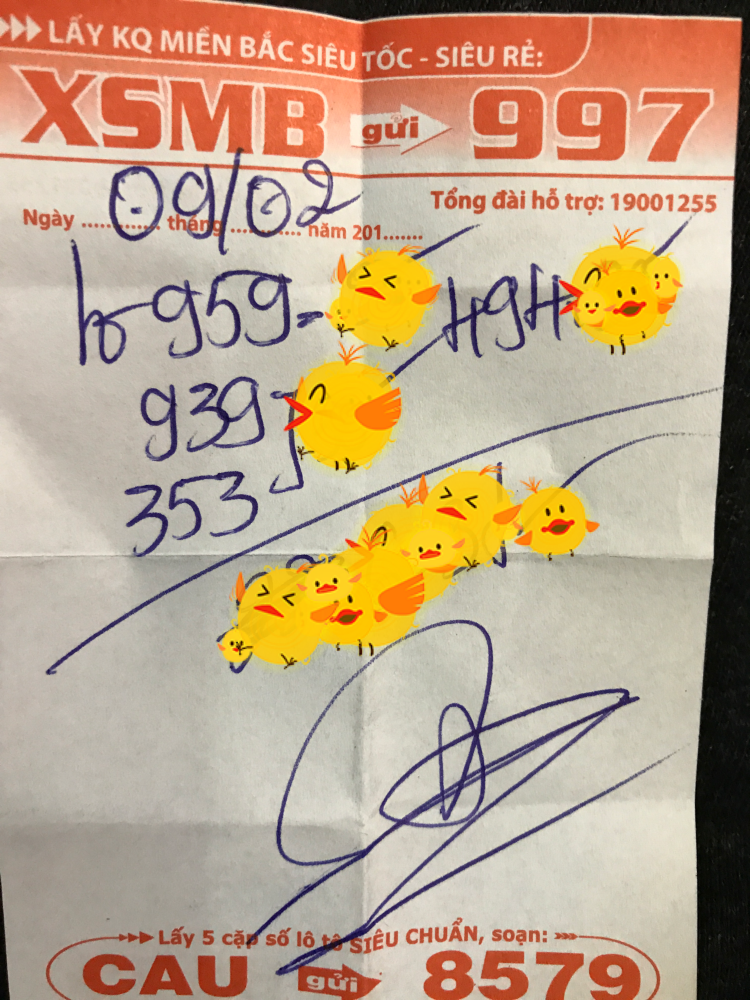 LẤY KQ MIỀN BẮC SIÊU TỐC - SIÊU RẺ:
XSMB gửi 997
Tổng đài hỗ trợ: 19001255
Ngày ............ tháng ............ năm 201.......
09/02
959 494
939
353
Lấy 5 cặp số lô tô SIÊU CHUẨN, soạn:
CAU gửi 8579